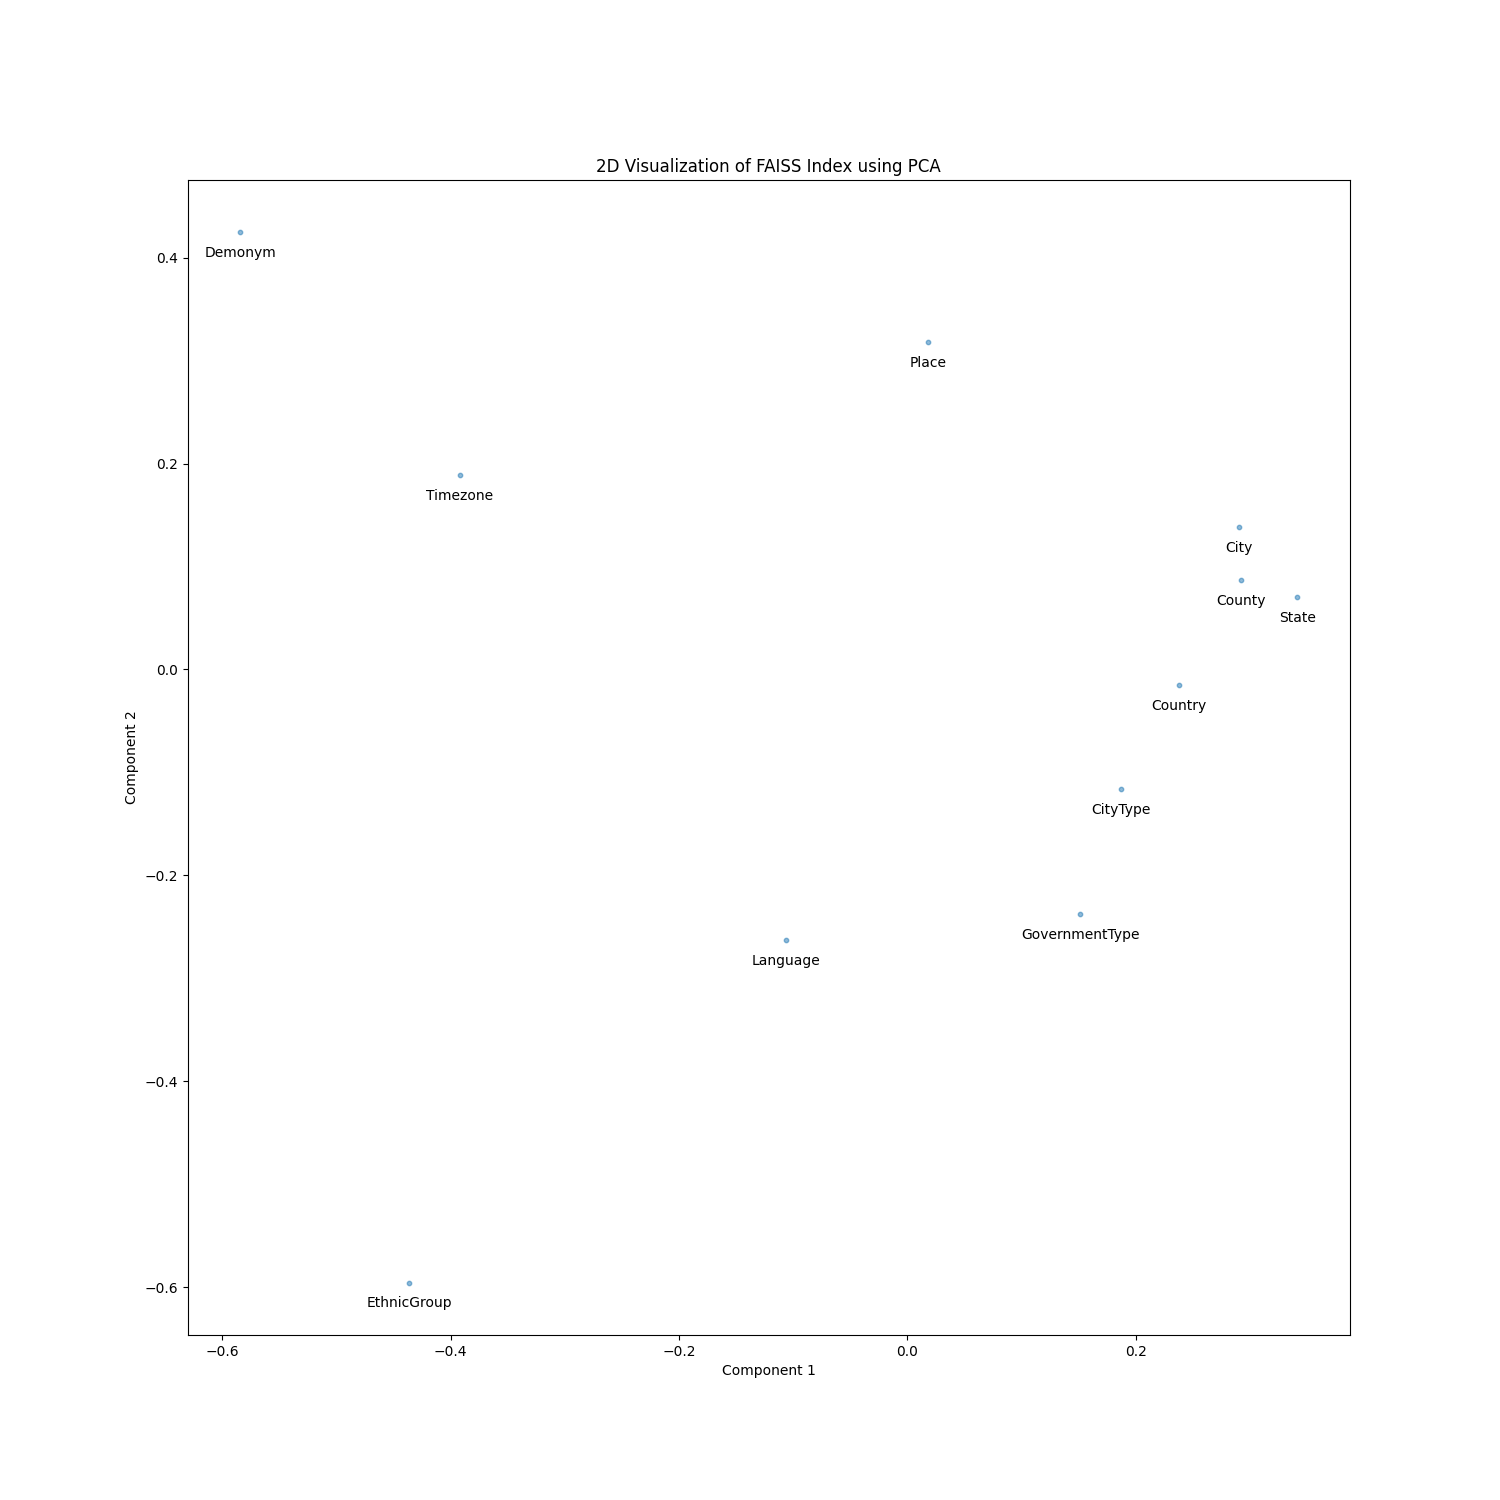 2D Visualization of FAISS Index using PCA
Demonym
Place
Timezone
City
County
State
Country
CityType
GovernmentType
Language
EthnicGroup
0.4
0.2
0.0
−0.2
−0.4
−0.6
Component 2
−0.6
−0.4
−0.2
0.0
0.2
Component 1